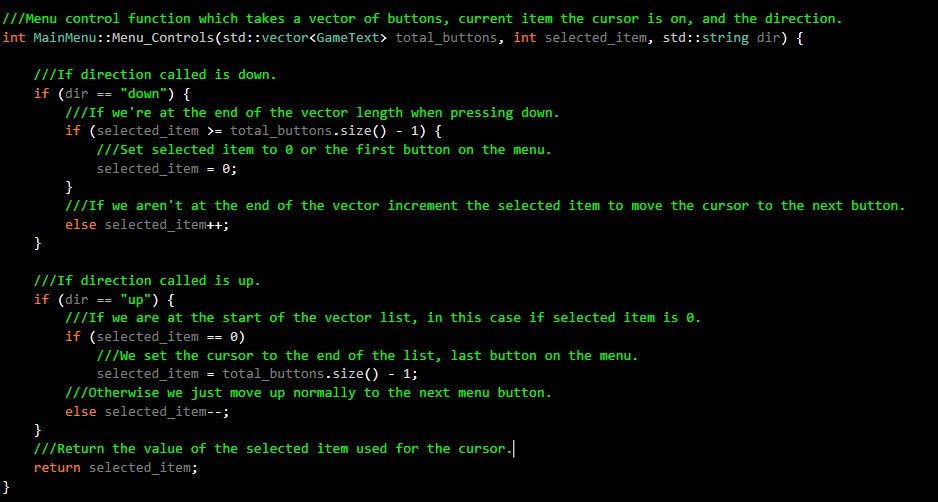 ///Menu control function which takes a vector of buttons, current item the cursor is on, and the direction.
int MainMenu::Menu_Controls(std::vector<GameText> total_buttons, int selected_item, std::string dir) {
///If direction called is down.
if (dir == "down") {
///If we're at the end of the vector length when pressing down.
if (selected_item >= total_buttons.size() - 1) {
///Set selected item to 0 or the first button on the menu.
selected_item = 0;
}
///If we aren't at the end of the vector increment the selected item to move the cursor to the next button.
else selected_item++;
}
///If direction called is up.
if (dir == "up") {
///If we are at the start of the vector list, in this case if selected item is 0.
if (selected_item == 0)
///We set the cursor to the end of the list, last button on the menu.
selected_item = total_buttons.size() - 1;
///Otherwise we just move up normally to the next menu button.
else selected_item--;
}
///Return the value of the selected item used for the cursor.
return selected_item;
}